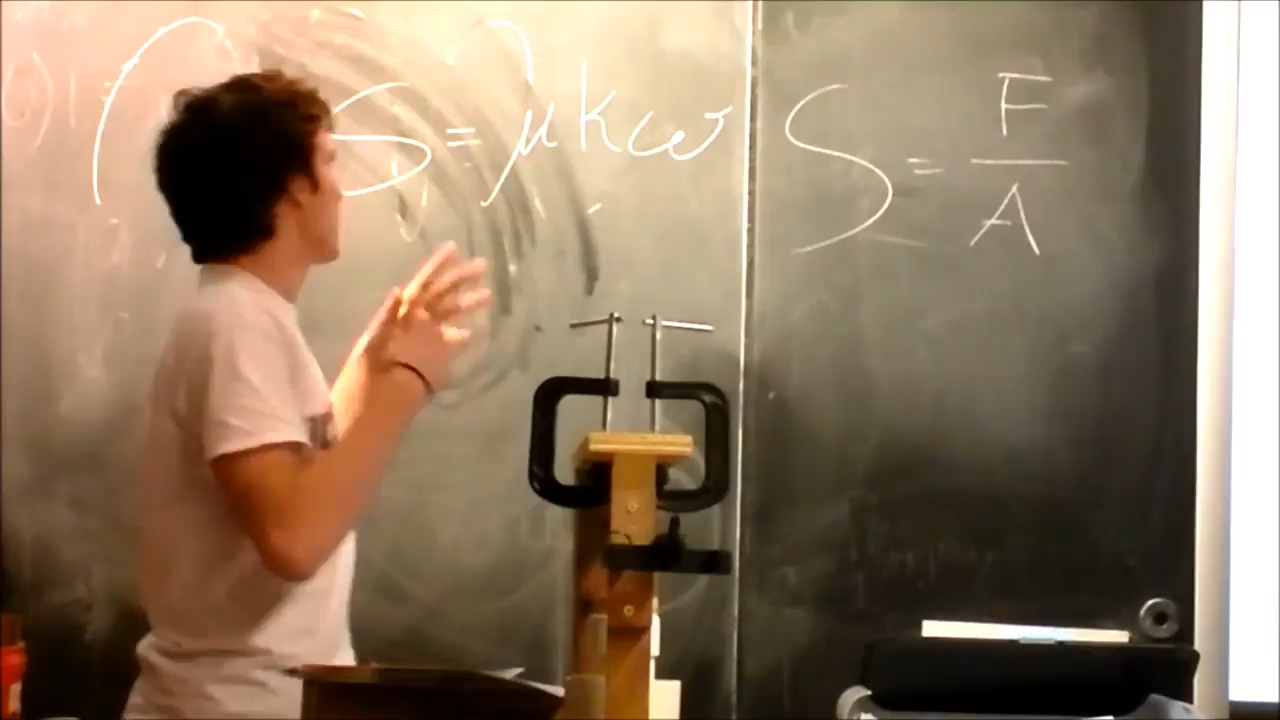 S = μkω
S = F/A